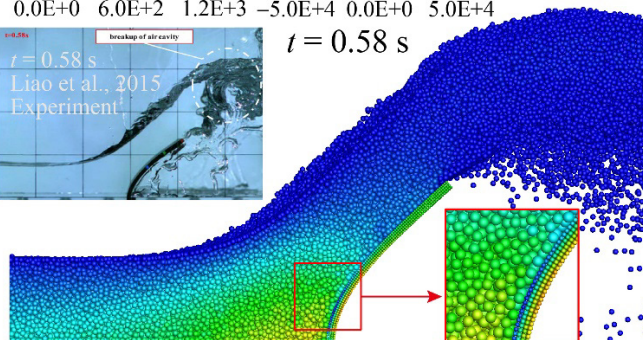 0.0E+0 6.0E+2 1.2E+3 −5.0E+4 0.0E+0 5.0E+4
t = 0.58 s
t=0.58s
breakup of air cavity
t = 0.58 s
Liao et al., 2015
Experiment